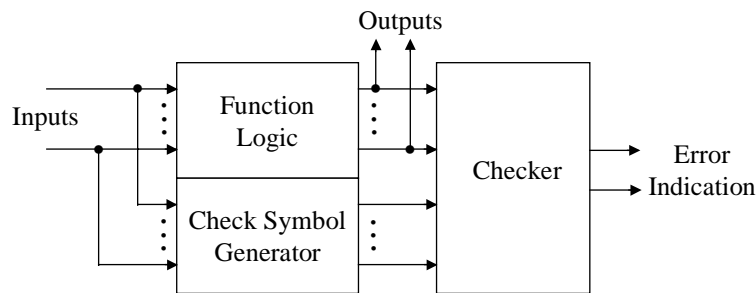 Outputs
Inputs
Function
Logic
Checker
Error
Indication
Check Symbol
Generator